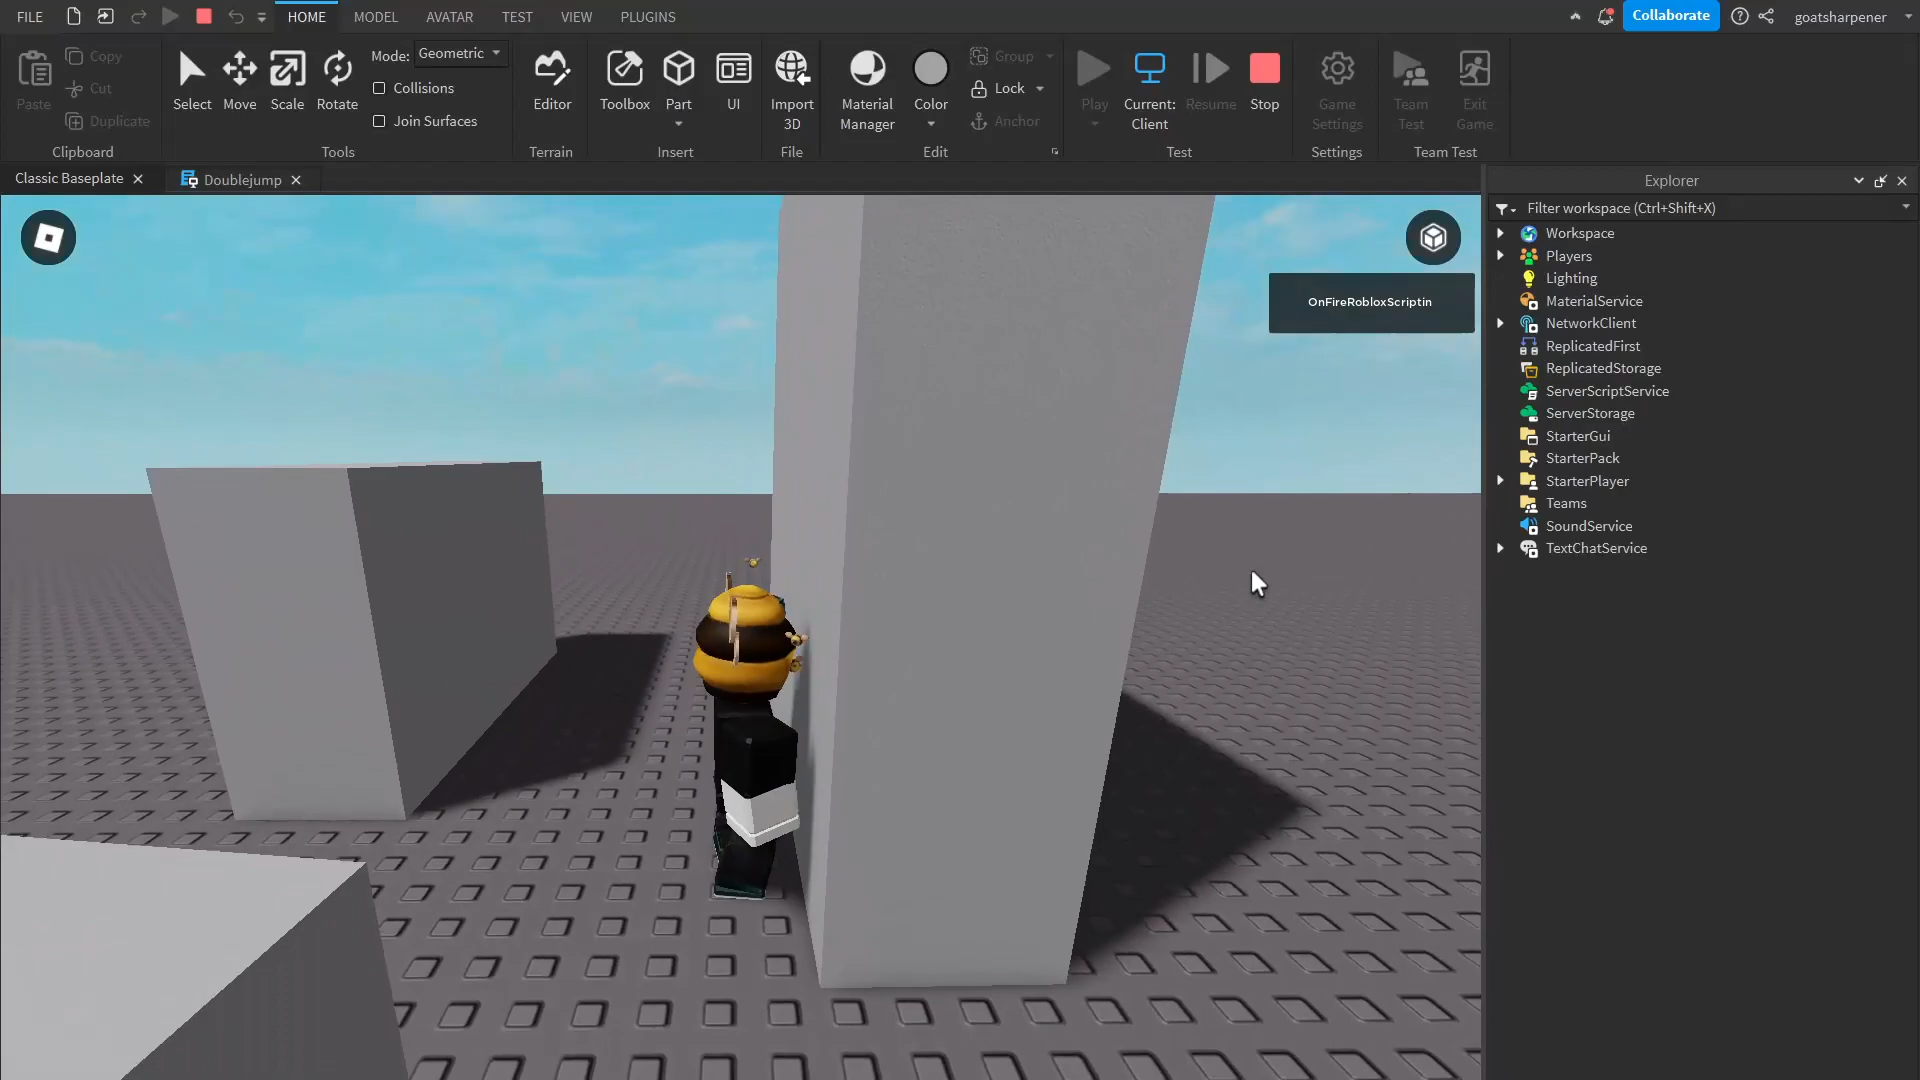 FILE HOME MODEL AVATAR TEST VIEW PLUGINS Collaborate goatsharpener
Paste Copy Cut Duplicate
Clipboard
Select Move Scale Rotate
Mode: Geometric
Collisions
Join Surfaces
Tools
Editor
Terrain
Toolbox Part UI
Insert
Import 3D
File
Material Manager Color
Group
Lock
Anchor
Edit
Play Current: Client Resume Stop
Test
Game Settings
Settings
Team Test Exit Game
Team Test
Classic Baseplate Doublejump
OnFireRobloxScriptin
Explorer
Filter workspace (Ctrl+Shift+X)
Workspace
Players
Lighting
MaterialService
NetworkClient
ReplicatedFirst
ReplicatedStorage
ServerScriptService
ServerStorage
StarterGui
StarterPack
StarterPlayer
Teams
SoundService
TextChatService